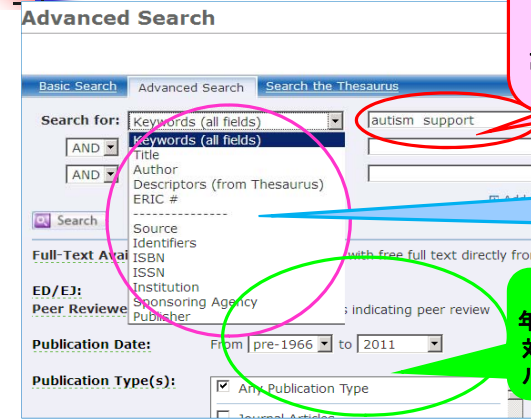 Advanced Search
Basic Search Advanced Search Search the Thesaurus
Search for: Keywords (all fields) autism support
AND
AND
Keywords (all fields)
Title
Author
Descriptors (from Thesaurus)
ERIC #
--------------
Source
Identifiers
ISBN
ISSN
Institution
Sponsoring Agency
Publisher
Search
Full-Text Avai with free full text directly fro
ED/EJ:
Peer Reviewe s indicating peer review
Publication Date: From pre-1966 to 2011
Publication Type(s): Any Publication Type
Journal Articles
年